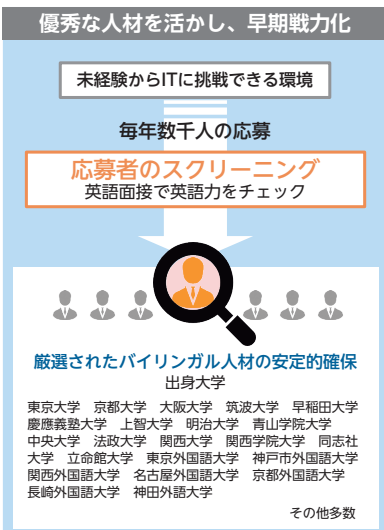 優秀な人材を活かし、早期戦力化
未経験からITに挑戦できる環境
毎年数千人の応募
応募者のスクリーニング
英語面接で英語力をチェック
厳選されたバイリンガル人材の安定的確保
出身大学
東京大学　京都大学　大阪大学　筑波大学　早稲田大学
慶應義塾大学　上智大学　明治大学　青山学院大学
中央大学　法政大学　関西大学　関西学院大学　同志社
大学　立命館大学　東京外国語大学　神戸市外国語大学
関西外国語大学　名古屋外国語大学　京都外国語大学
長崎外国語大学　神田外語大学
その他多数